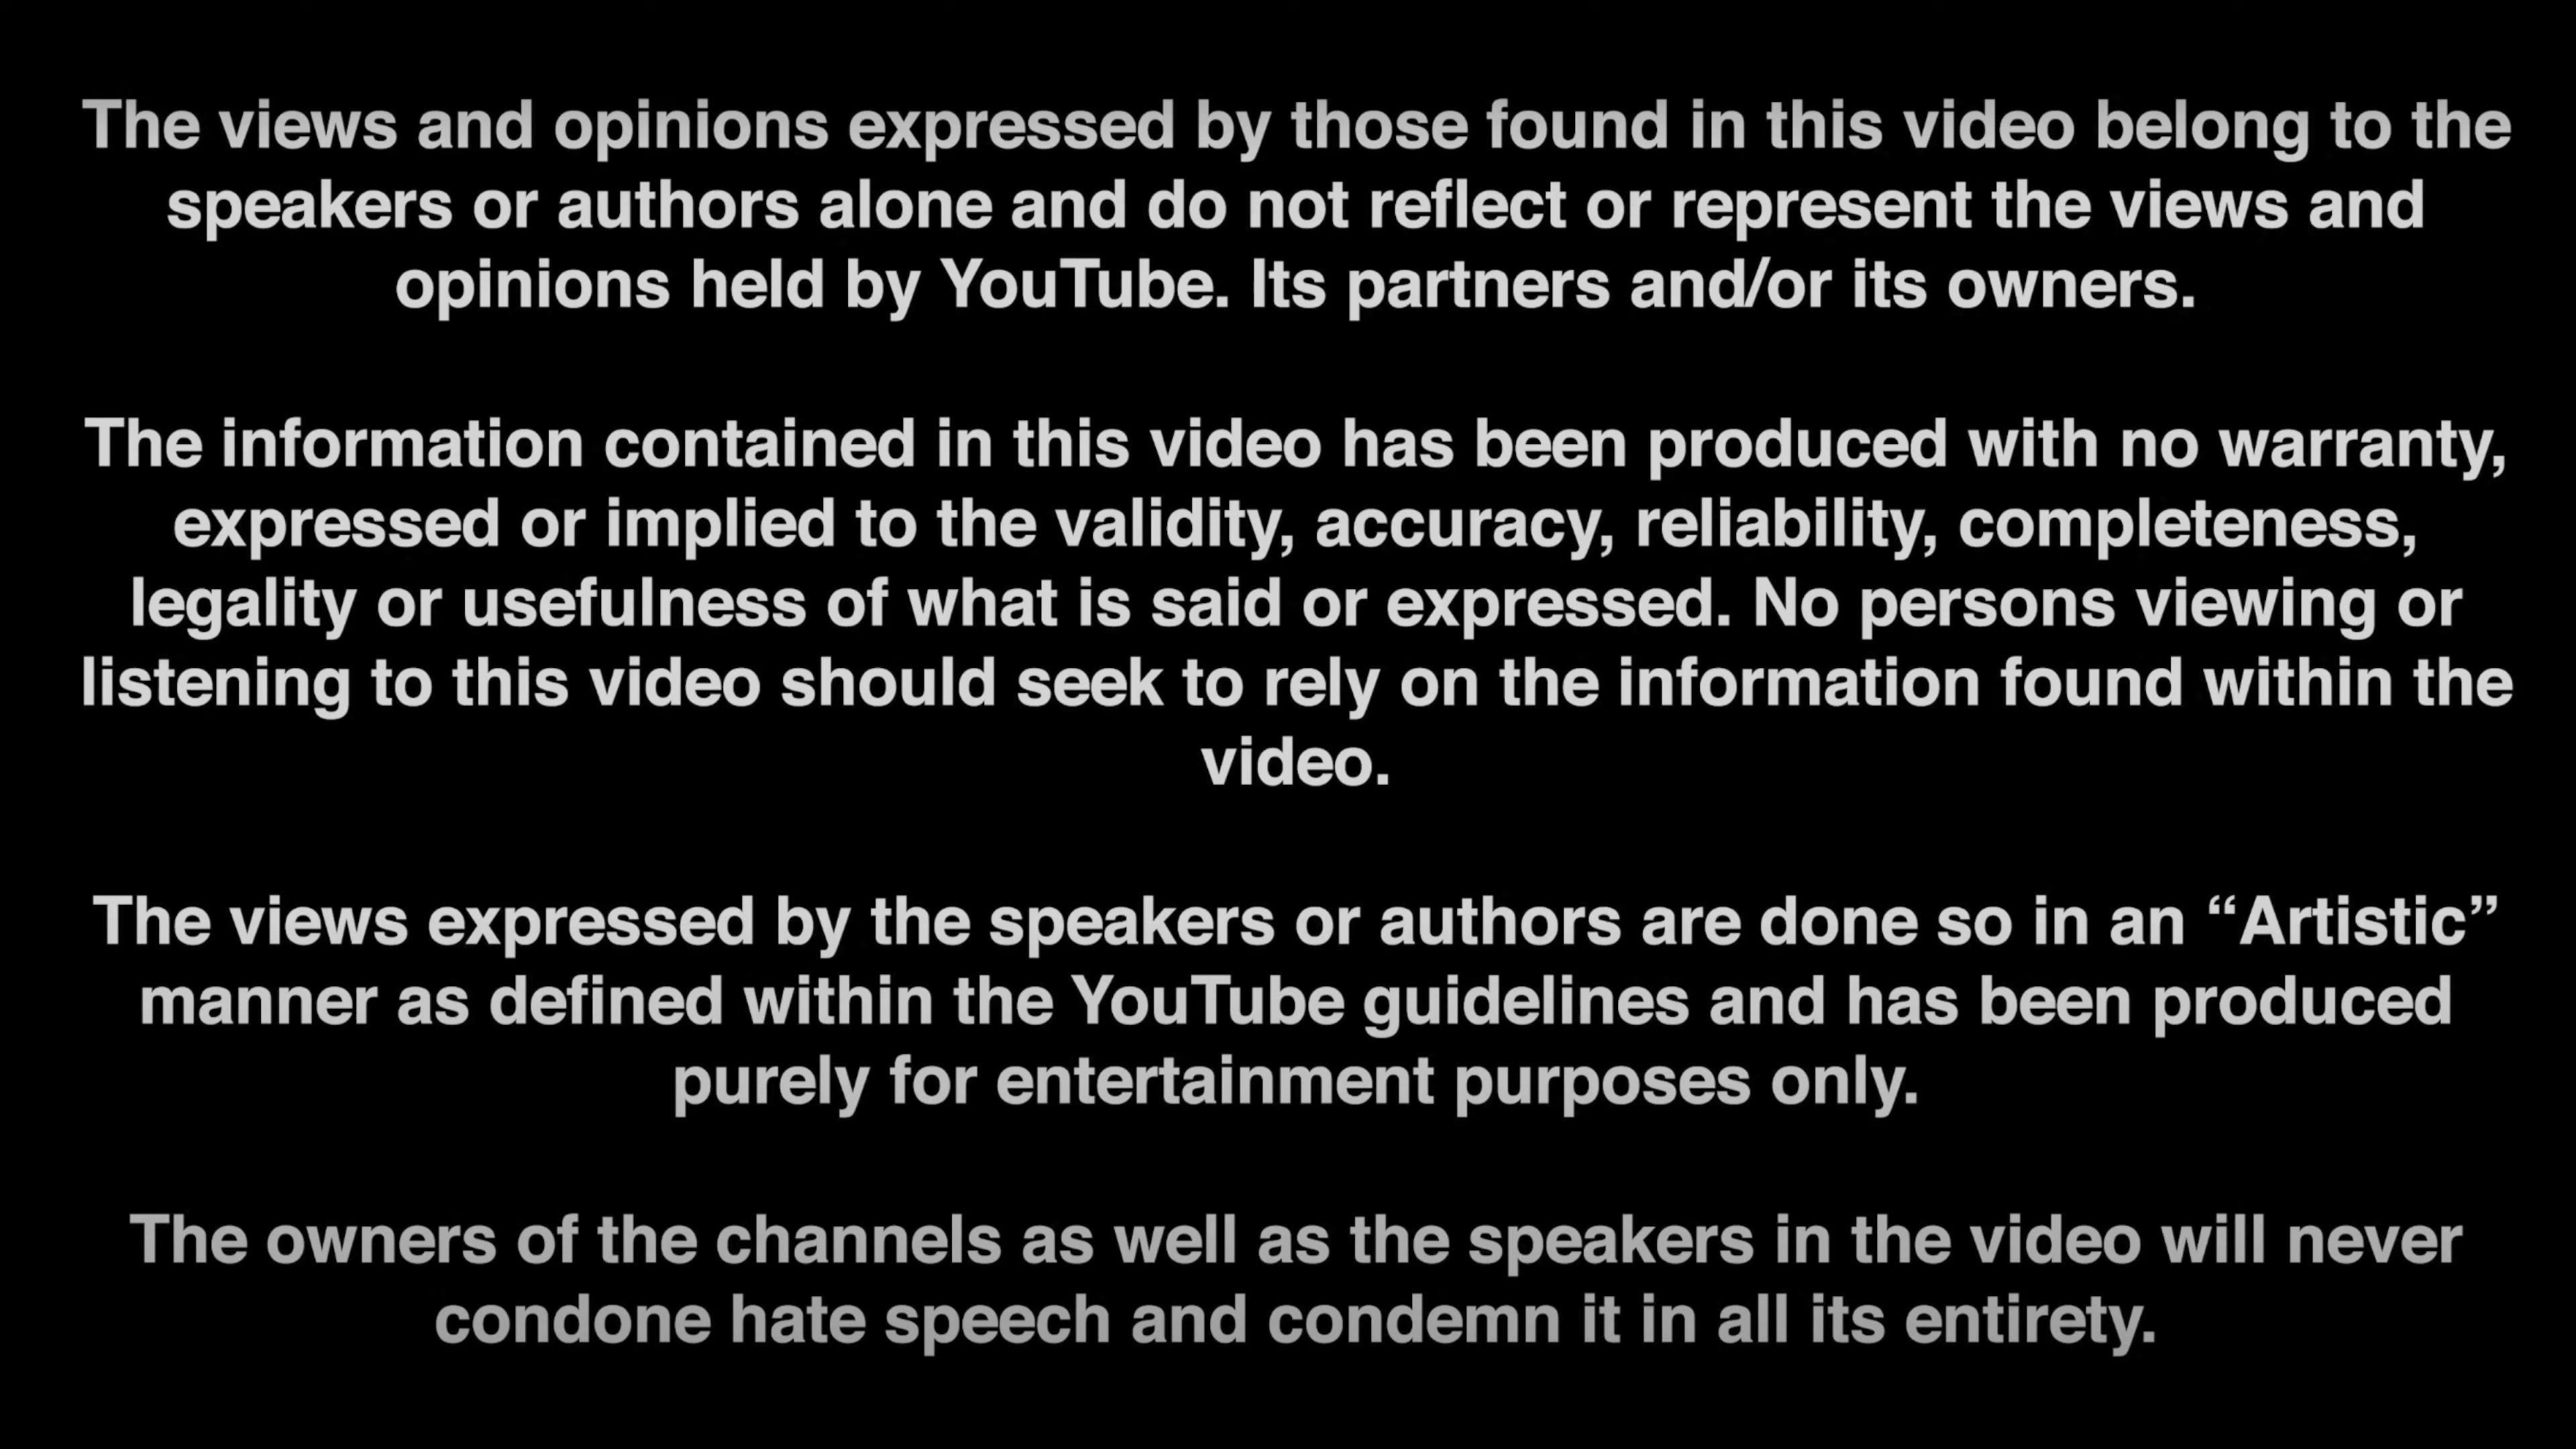 The views and opinions expressed by those found in this video belong to the
speakers or authors alone and do not reflect or represent the views and
opinions held by YouTube. Its partners and/or its owners.
The information contained in this video has been produced with no warranty,
expressed or implied to the validity, accuracy, reliability, completeness,
legality or usefulness of what is said or expressed. No persons viewing or
listening to this video should seek to rely on the information found within the
video.
The views expressed by the speakers or authors are done so in an “Artistic”
manner as defined within the YouTube guidelines and has been produced
purely for entertainment purposes only.
The owners of the channels as well as the speakers in the video will never
condone hate speech and condemn it in all its entirety.